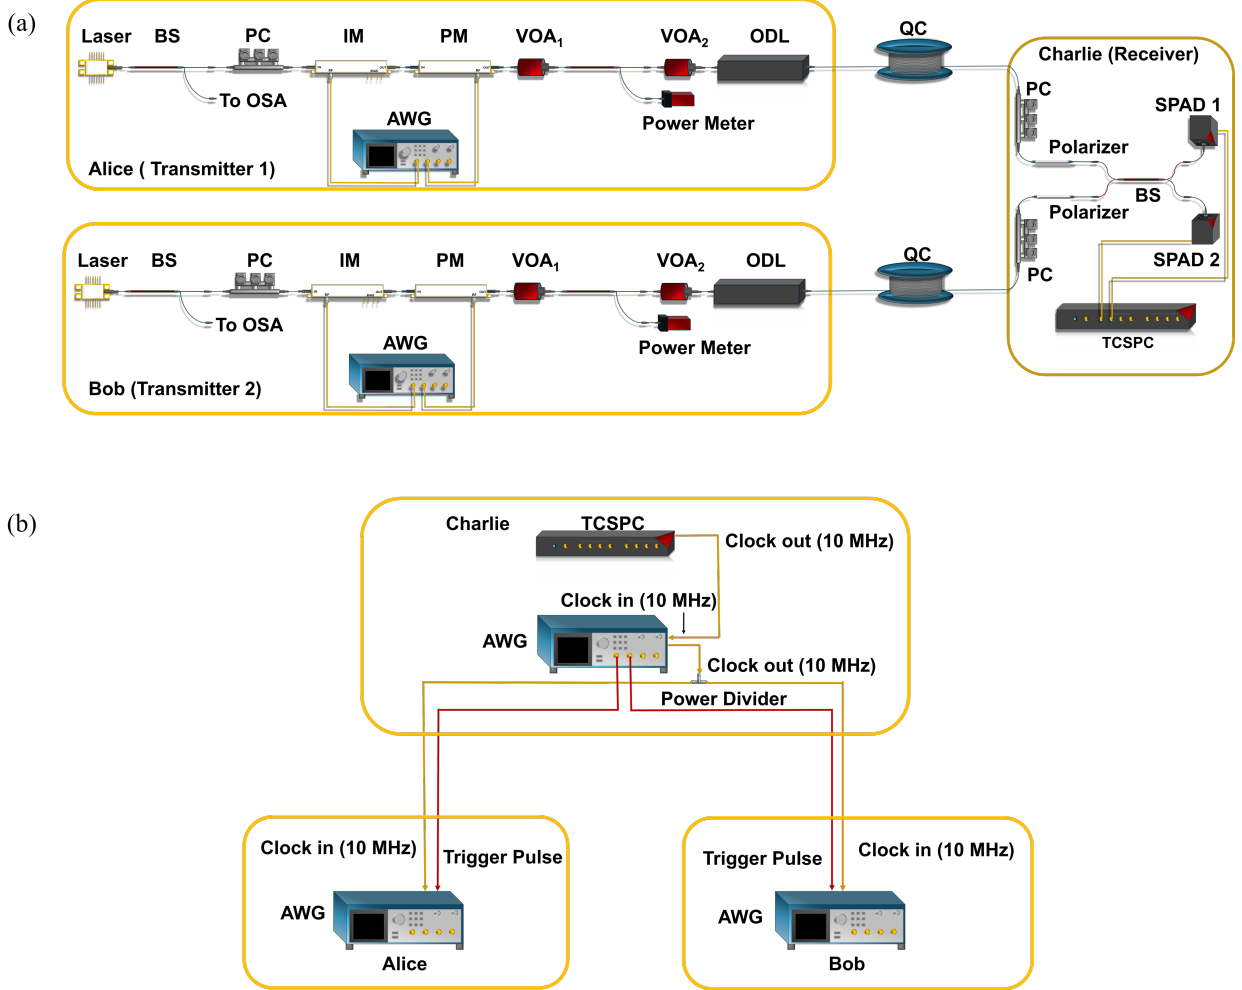 (a)
Laser BS PC IM PM VOA1 VOA2 ODL QC
To OSA
AWG
Power Meter
Alice ( Transmitter 1)
Charlie (Receiver)
PC
SPAD 1
Polarizer
BS
Polarizer
SPAD 2
PC
TCSPC
Laser BS PC IM PM VOA1 VOA2 ODL QC
To OSA
AWG
Power Meter
Bob (Transmitter 2)
(b)
Charlie
TCSPC
Clock out (10 MHz)
Clock in (10 MHz)
AWG
Clock out (10 MHz)
Power Divider
Clock in (10 MHz)
Trigger Pulse
AWG
Alice
Trigger Pulse
Clock in (10 MHz)
AWG
Bob